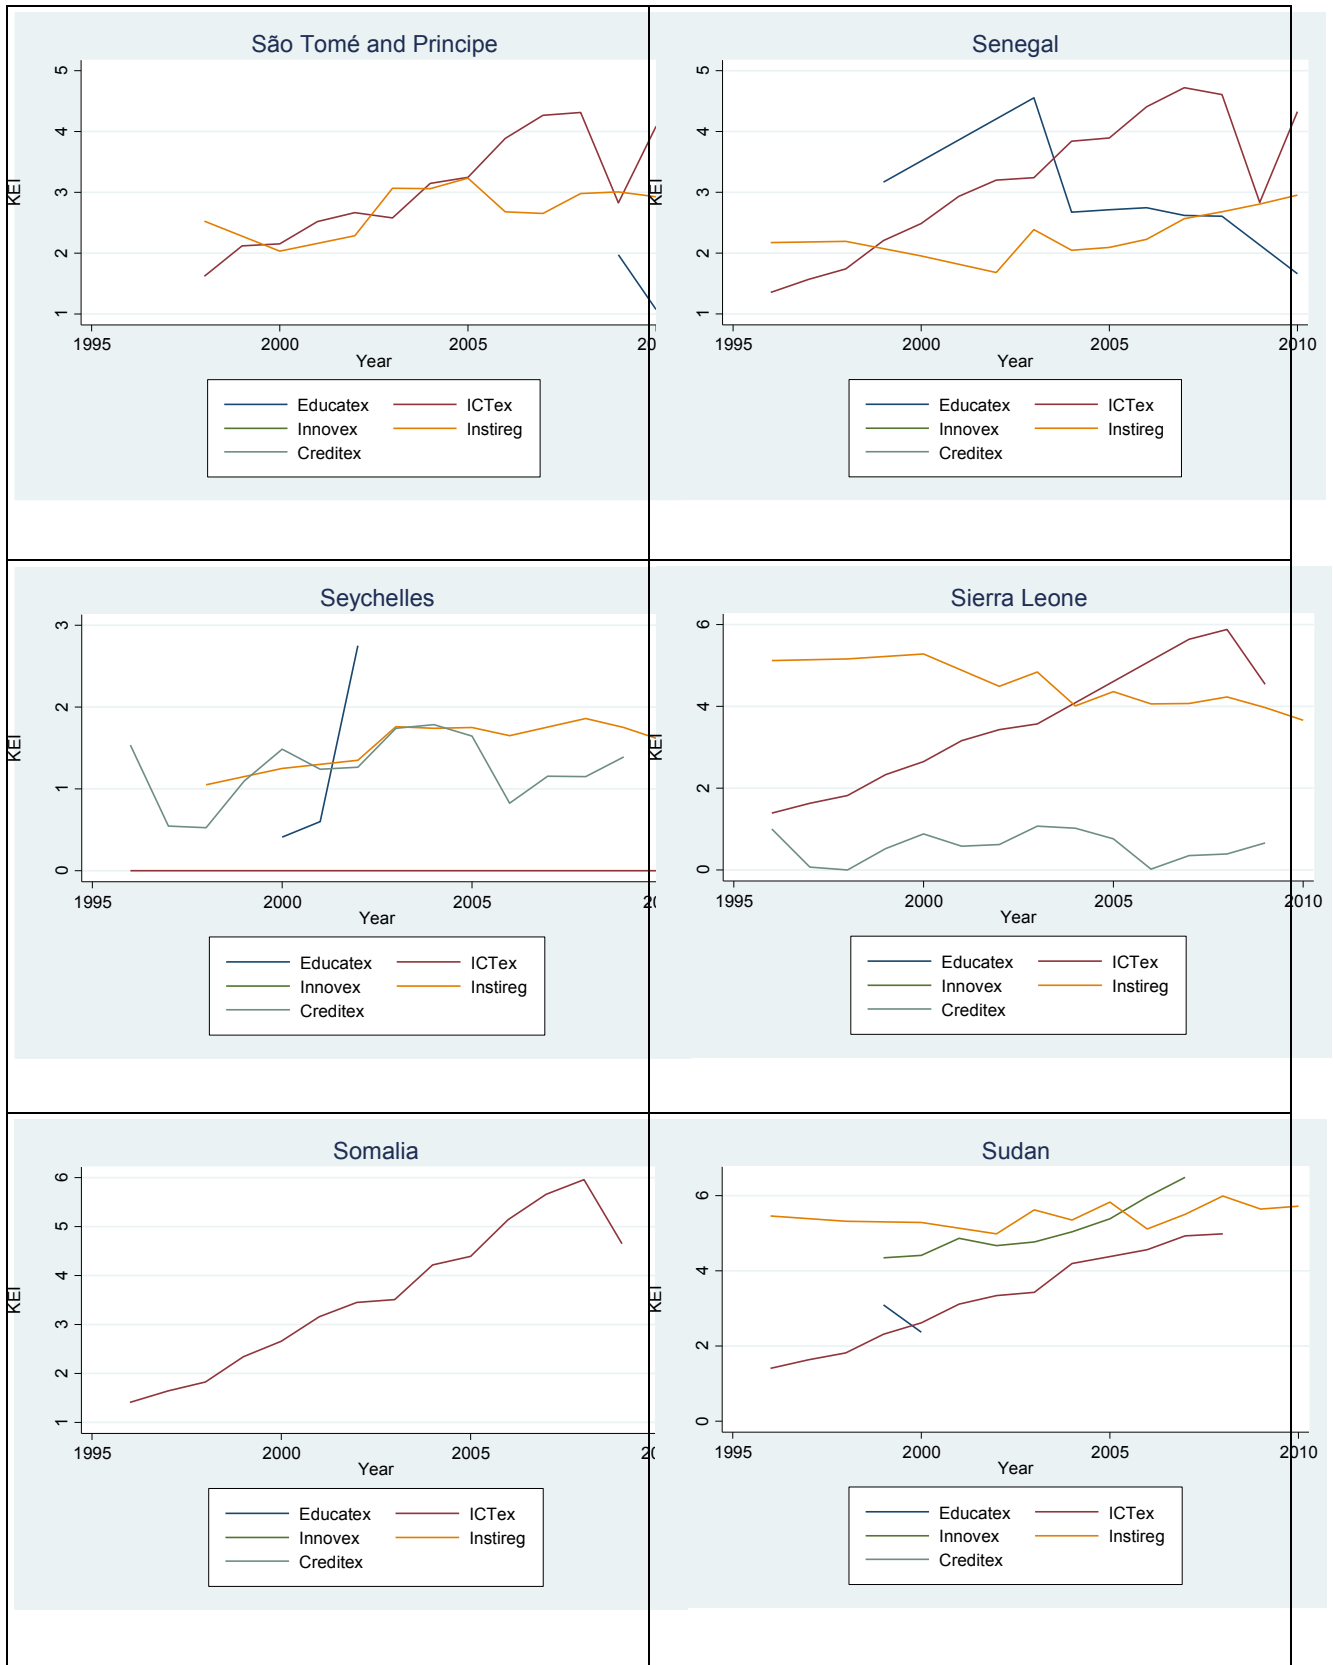 São Tomé and Principe
5
4
3
2
1
KEI
1995 2000 2005 20
Year
Educatex ICTex
Innovex Instireg
Creditex
Senegal
5
4
3
2
1
KEI
1995 2000 2005 2010
Year
Educatex ICTex
Innovex Instireg
Creditex
Seychelles
3
2
1
0
KEI
1995 2000 2005
Year
Educatex ICTex
Innovex Instireg
Creditex
Sierra Leone
6
4
2
0
KEI
1995 2000 2005 2010
Year
Educatex ICTex
Innovex Instireg
Creditex
Somalia
6
5
4
3
2
1
KEI
1995 2000 2005
Year
Educatex ICTex
Innovex Instireg
Creditex
Sudan
6
4
2
0
KEI
1995 2000 2005 2010
Year
Educatex ICTex
Innovex Instireg
Creditex